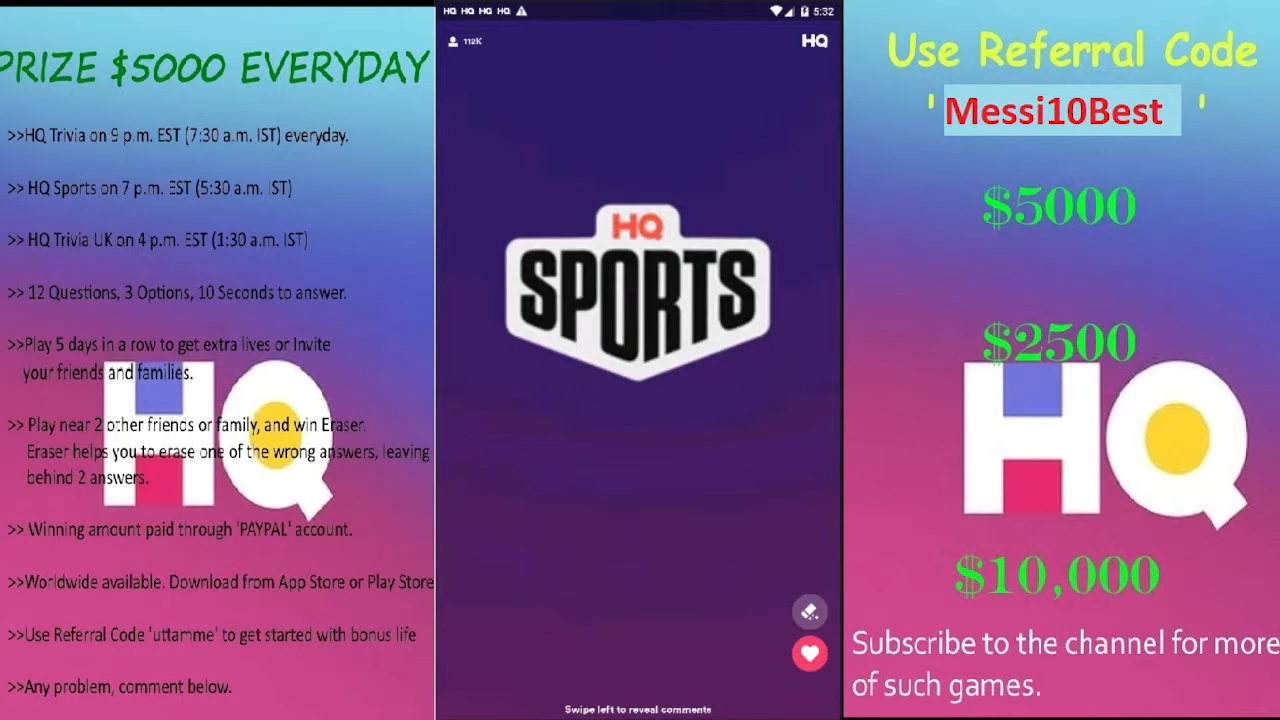 PRIZE $5000 EVERYDAY
>>HQ Trivia on 9 p.m. EST (7:30 a.m. IST) everyday.
>> HQ Sports on 7 p.m. EST (5:30 a.m. IST)
>> HQ Trivia UK on 4 p.m. EST (1:30 a.m. IST)
>> 12 Questions, 3 Options, 10 Seconds to answer.
>>Play 5 days in a row to get extra lives or Invite
your friends and families.
>> Play near 2 other friends or family, and win Eraser.
Eraser helps you to erase one of the wrong answers, leaving
behind 2 answers.
>> Winning amount paid through 'PAYPAL' account.
>>Worldwide available. Download from App Store or Play Store
>>Use Referral Code 'uttamme' to get started with bonus life
>>Any problem, comment below.
HQ
HQ HQ HQ HQ 5:32
112K HQ
HQ
SPORTS
Swipe left to reveal comments
Use Referral Code
' Messi10Best '
$5000
$2500
HQ
$10,000
Subscribe to the channel for more
of such games.